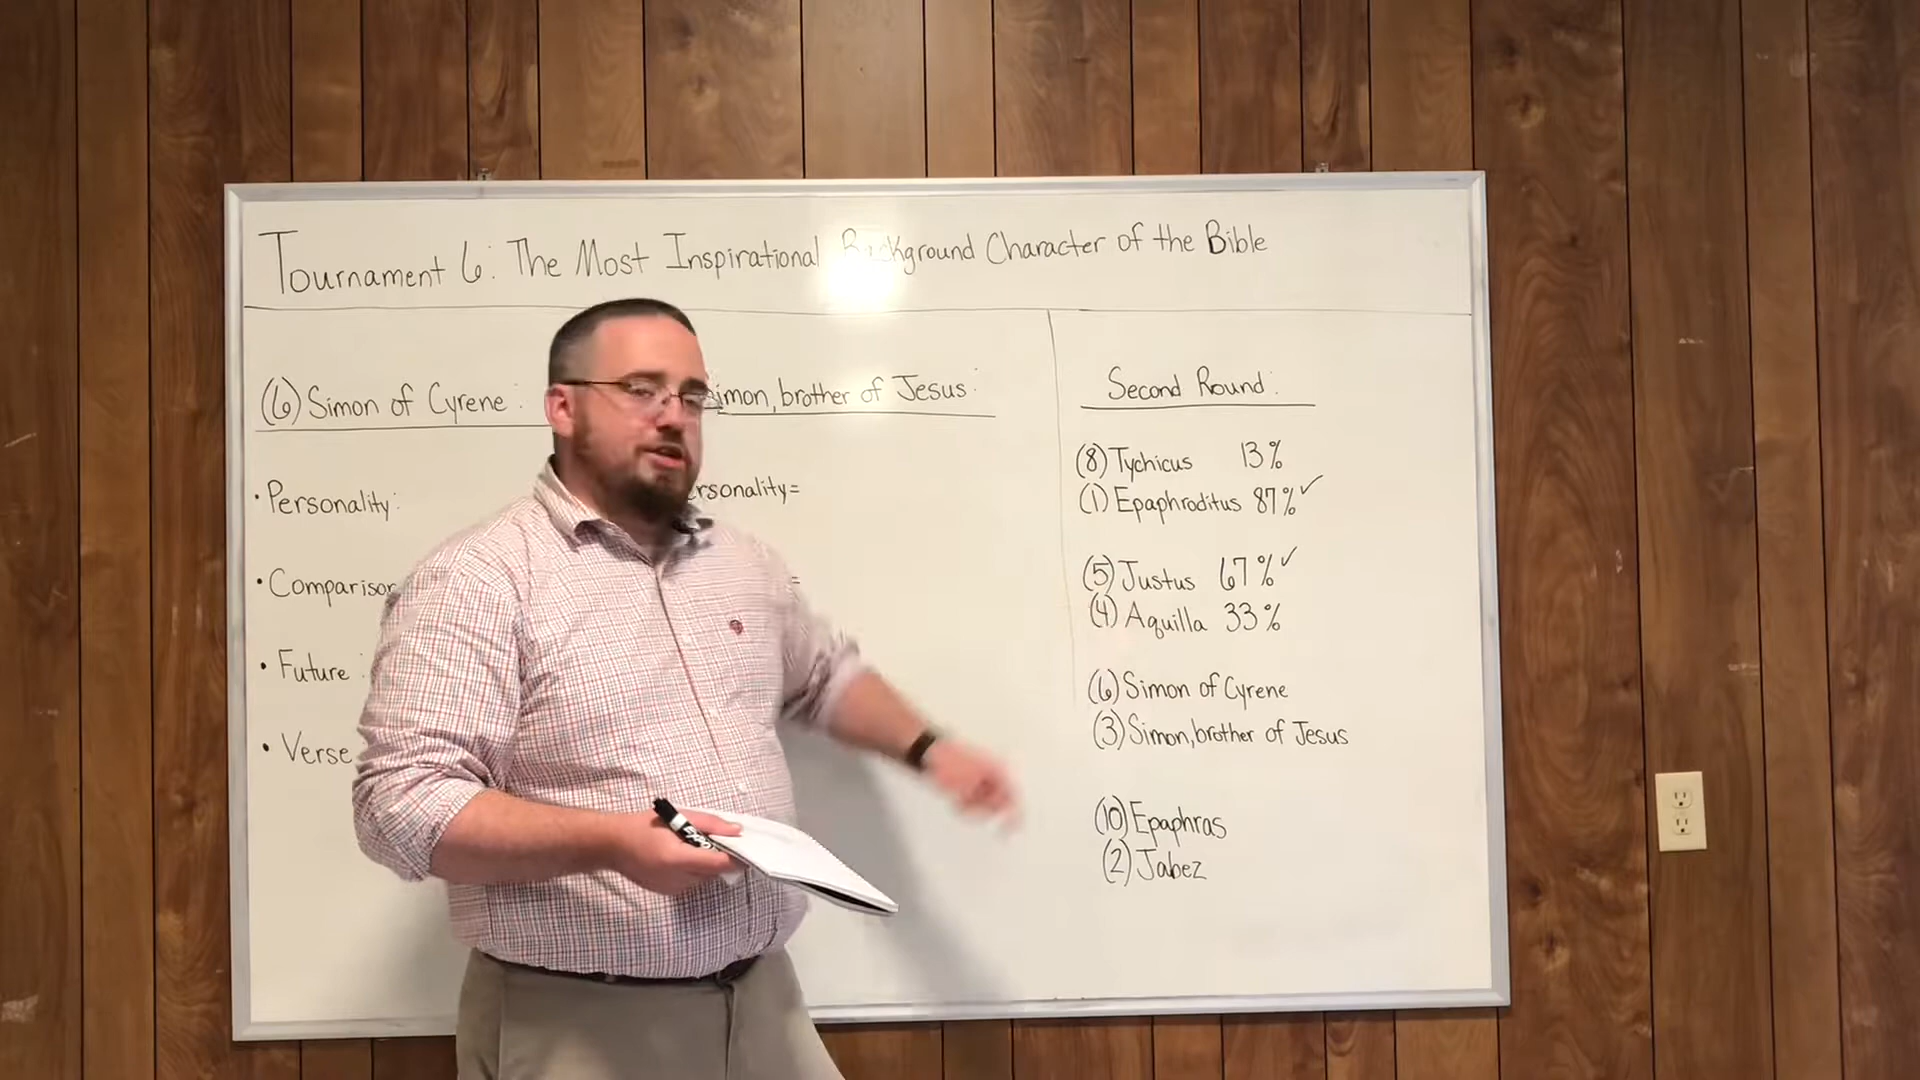 Tournament 6: The Most Inspirational Background Character of the Bible
(6) Simon of Cyrene:
Simon, brother of Jesus:
• Personality:
• Comparison
• Future:
• Verse
ersonality=
=
Second Round:
(8) Tychicus 13%
(1) Epaphroditus 87% ✓
(5) Justus 67% ✓
(4) Aquilla 33%
(6) Simon of Cyrene
(3) Simon, brother of Jesus
(10) Epaphras
(2) Jabez
EXPO